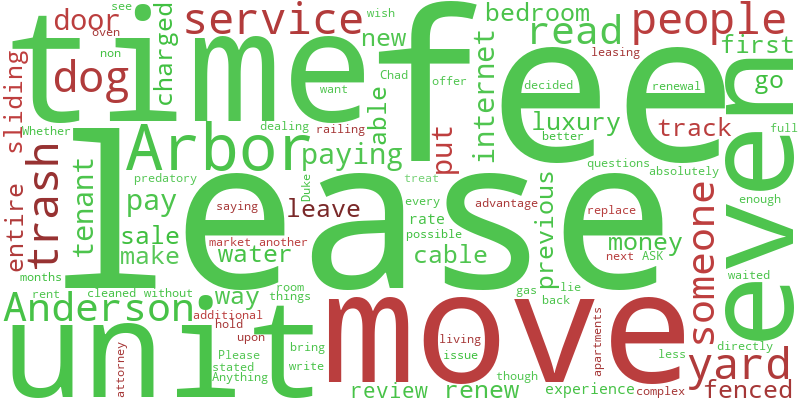 time
fee
lease
unit
move
even
see
door
oven
non
service
charged
wish
bedroom
people
read
leasing
new
Chad
offer
want
first
go
dog
sliding
Whether
Arbor
dealing
railing
able
internet
decided
renewal
luxury
better
track
full
put
paying
questions
absolutely
trash
tenant
predatory
Duke
treat
pay
entire
saying
leave
every
advantage
previous
replace
enough
someone
rate
possible
sale
make
market
another
water
cable
money
next
ASK
months
rent
cleaned
without
room
things
way
gas
lie
back
waited
Anderson
additional
hold
upon
living
issue
apartments
less
directly
attorney
Please
stated
Anything
bring
write
though
yard
review
renew
experience
complex
fenced